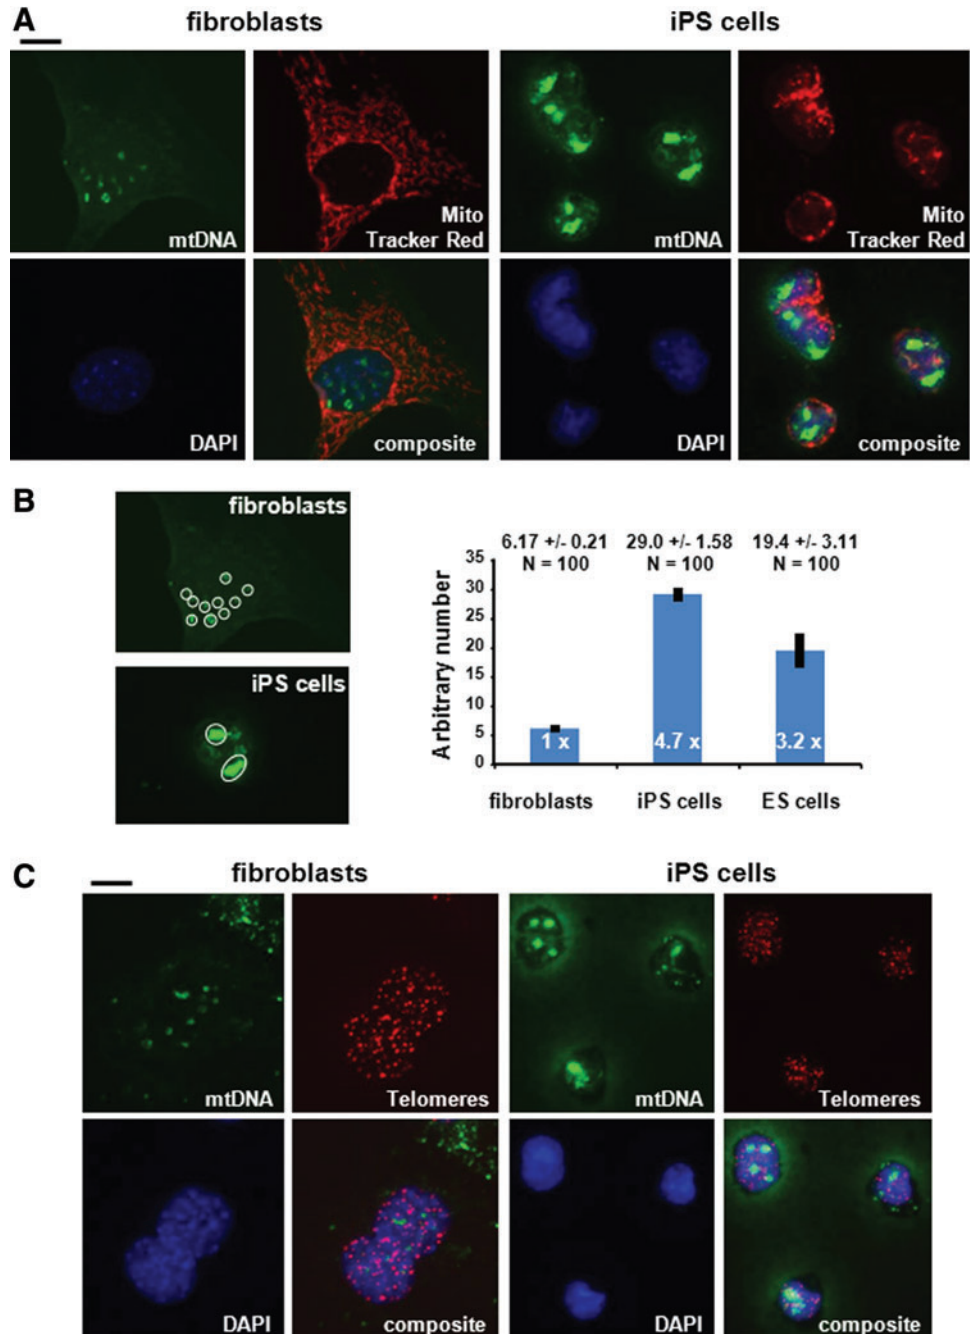 A
fibroblasts
iPS cells
mtDNA
Mito
Tracker Red
mtDNA
Mito
Tracker Red
DAPI
composite
DAPI
composite
B
fibroblasts
iPS cells
6.17 +/- 0.21
N = 100
29.0 +/- 1.58
N = 100
19.4 +/- 3.11
N = 100
Arbitrary number
35
30
25
20
15
10
5
0
1 x
4.7 x
3.2 x
fibroblasts
iPS cells
ES cells
C
fibroblasts
iPS cells
mtDNA
Telomeres
mtDNA
Telomeres
DAPI
composite
DAPI
composite